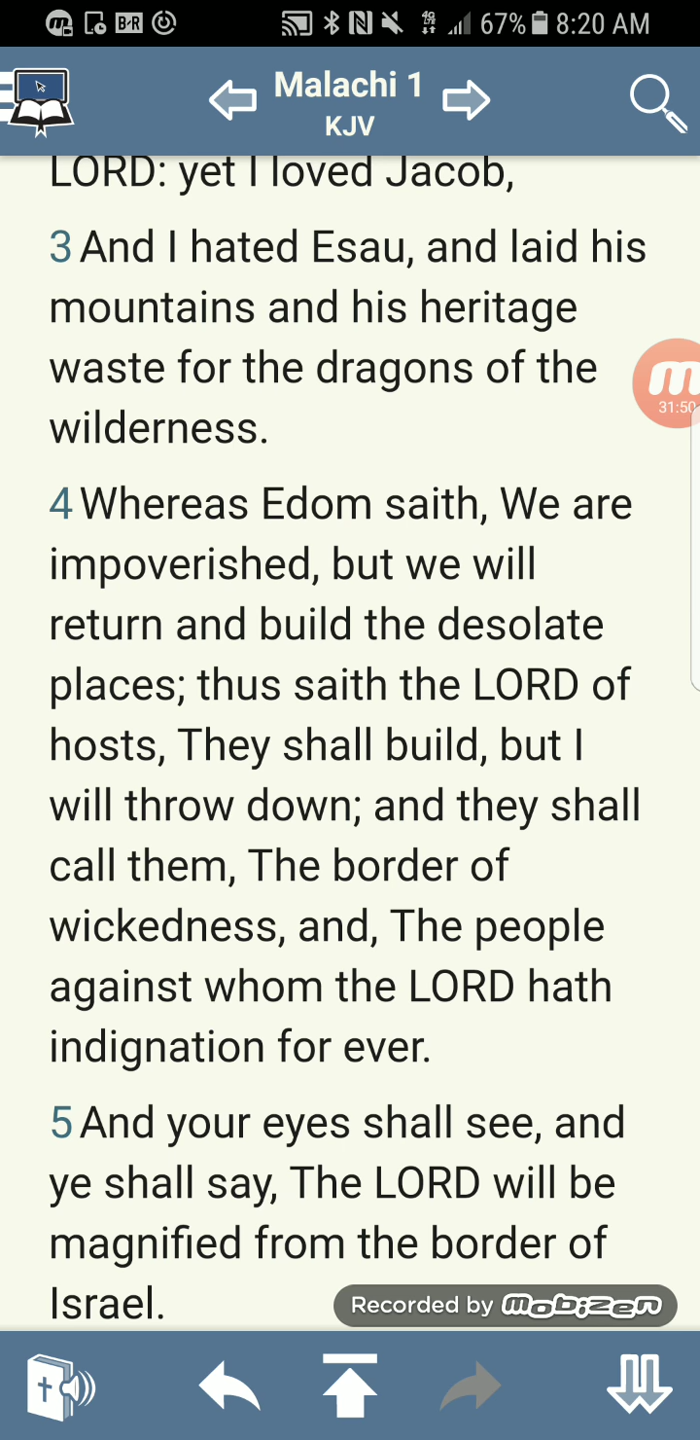 B-R 4G 67% 8:20 AM
Malachi 1
KJV
LORD: yet I loved Jacob,
3 And I hated Esau, and laid his
mountains and his heritage
waste for the dragons of the
wilderness.
31:50
4 Whereas Edom saith, We are
impoverished, but we will
return and build the desolate
places; thus saith the LORD of
hosts, They shall build, but I
will throw down; and they shall
call them, The border of
wickedness, and, The people
against whom the LORD hath
indignation for ever.
5 And your eyes shall see, and
ye shall say, The LORD will be
magnified from the border of
Israel.
Recorded by mobizen